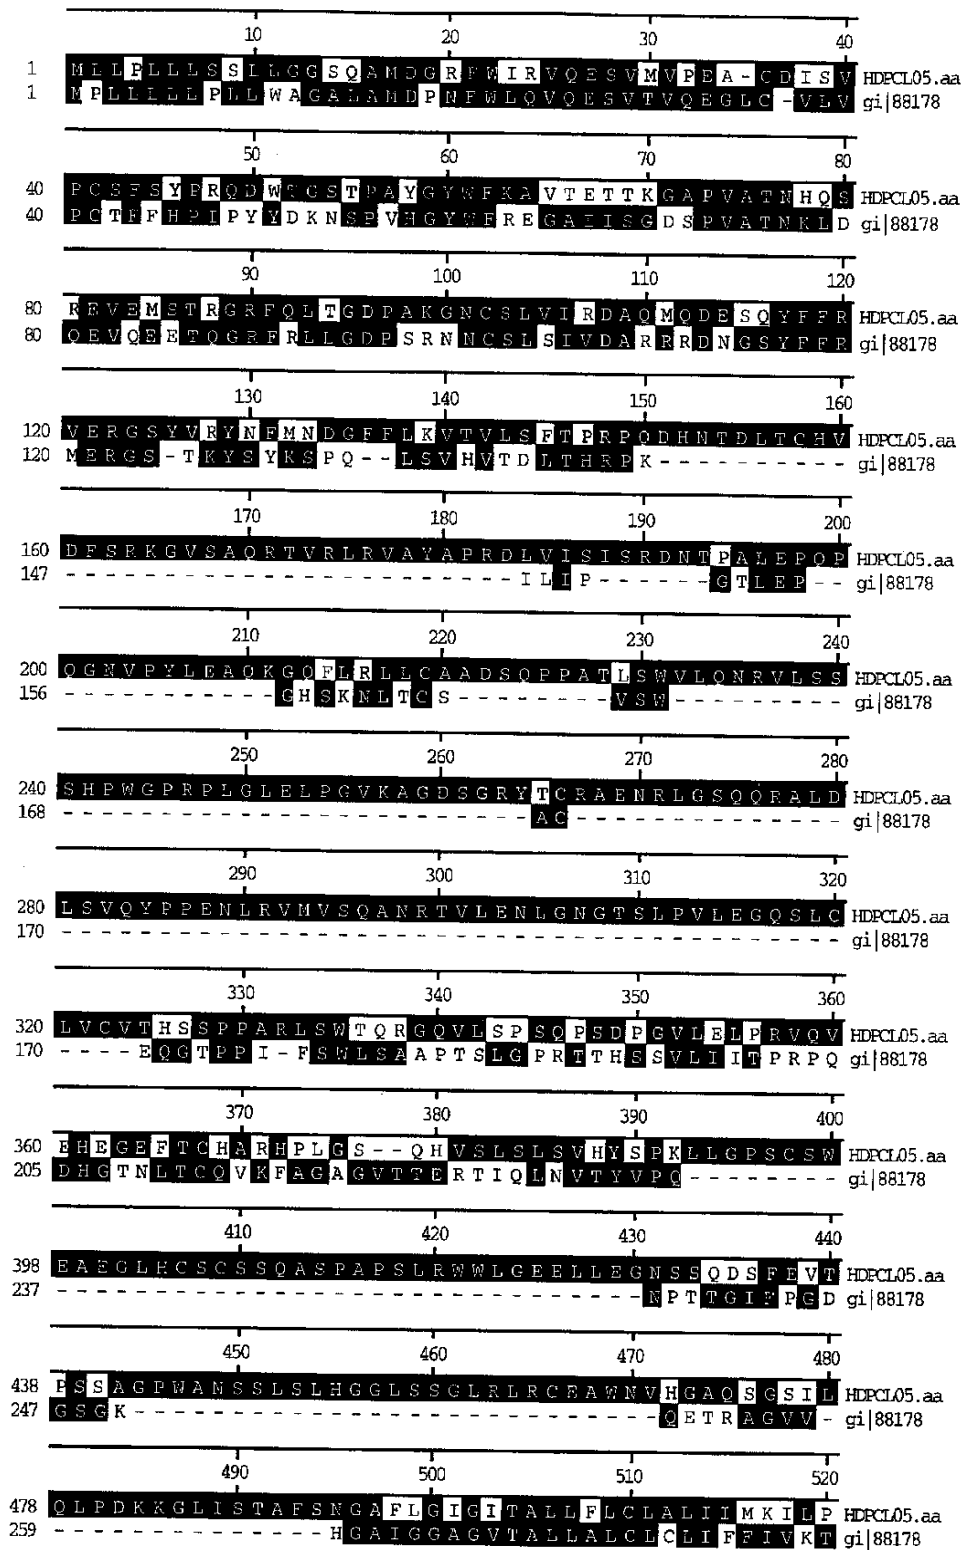 10 20 30 40
1 MLLPLLLSSLLGGSQAMDGRFWIRVQESVMVPEA-CDISV HDPCL05.aa
1 MPLLLLLPLLWAGALAMDPNFWLQVQESVTVQEGLC-VLV gi|88178
50 60 70 80
40 PCSFSYPRQDWTGSTPAYGYWFKAVTETTKGAPVATNHQS HDPCL05.aa
40 PCTFFHPIPYYDKNSPVHGYWFREGAIISGDSPVATNKLD gi|88178
90 100 110 120
80 REVEMSTRGRFQLTGDPAKGNCSLVIRDAQMQDESQYFFR HDPCL05.aa
80 QEVQEETQGRFRLLGDPSRNNCSLSIVDARRRDNGSYFFR gi|88178
130 140 150 160
120 VERGSYVRYNFMNDGFFLKVTVLSFTPRPQDHNTDLTCHV HDPCL05.aa
120 MERGS-TKYSYKSPQ--LSVHVTDLTHRPK---------- gi|88178
170 180 190 200
160 DFSRKGVSAQRTVRLRVAYAPRDLVISISRDNTPALEPQP HDPCL05.aa
147 -----------------------ILIP------GTLEP-- gi|88178
210 220 230 240
200 QGNVPYLEAQKGQFLRLLCAADSQPPATLSWVLQNRVLSS HDPCL05.aa
156 -----------GHSKNLTCS--------VSW--------- gi|88178
250 260 270 280
240 SHPWGPRPLGLELPGVKAGDSGRYTCRAENRLGSQQRALD HDPCL05.aa
168 ------------------------AC-------------- gi|88178
290 300 310 320
280 LSVQYPPENLRVMVSQANRTVLENLGNGTSLPVLEGQSLC HDPCL05.aa
170 ---------------------------------------- gi|88178
330 340 350 360
320 LVCVTHSSPPARLSWTQRGQVLSPSQPSDPGVLELPRVQV HDPCL05.aa
170 ----EQGTPPI-FSWLSAAPTSLGPRTTHSSVLIITPRPQ gi|88178
370 380 390 400
360 EHEGEFTCHARHPLGS--QHVSLSLSVHYSPKLLGPSCSW HDPCL05.aa
205 DHGTNLTCQVKFAGAGVTTERTIQLNVTYVPQ-------- gi|88178
410 420 430 440
398 EAEGLHCSCSSQASPAPSLRWWLGEELLEGNSSQDSFEVT HDPCL05.aa
237 ------------------------------NPTTGIFPGD gi|88178
450 460 470 480
438 PSSAGPWANSSLSLHGGLSSGLRLRCEAWNVHGAQSGSIL HDPCL05.aa
247 GSGK---------------------------QETRAGVV- gi|88178
490 500 510 520
478 QLPDKKGLISTAFSNGAFLGIGITALLFLCLALIIMKILP HDPCL05.aa
259 --------------HGAIGGAGVTALLALCLCLIFFIVKT gi|88178